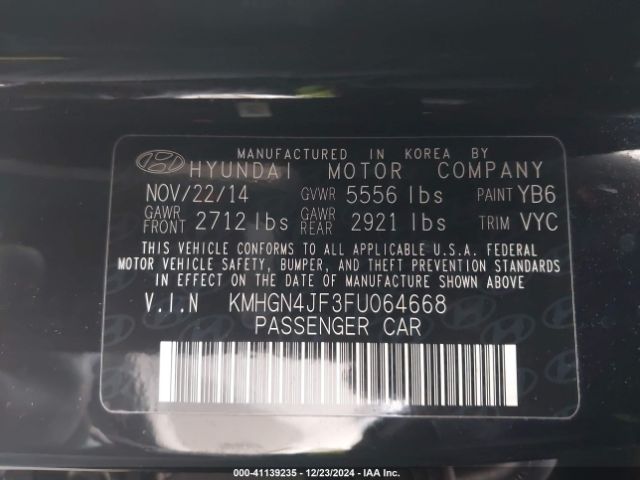 MANUFACTURED IN KOREA BY
HYUNDAI MOTOR COMPANY
NOV/22/14 GVWR 5556 lbs PAINT YB6
GAWR FRONT 2712 lbs GAWR REAR 2921 lbs TRIM VYC
THIS VEHICLE CONFORMS TO ALL APPLICABLE U.S.A. FEDERAL
MOTOR VEHICLE SAFETY, BUMPER, AND THEFT PREVENTION
STANDARDS IN EFFECT ON THE DATE OF MANUFACTURE SHOWN ABOVE
V.I.N KMHGN4JF3FU064668
PASSENGER CAR
000-41139235 - 12/23/2024 - IAA Inc.